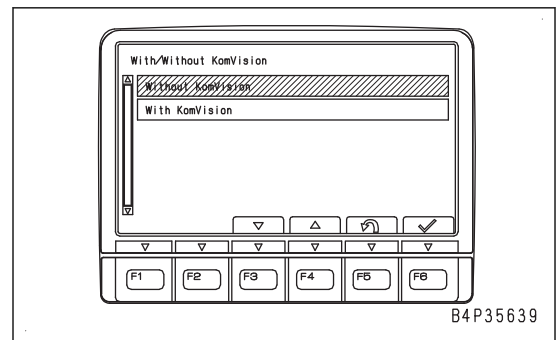 With/Without KomVision
Without KomVision
With KomVision
F1 F2 F3 F4 F5 F6
B4P35639